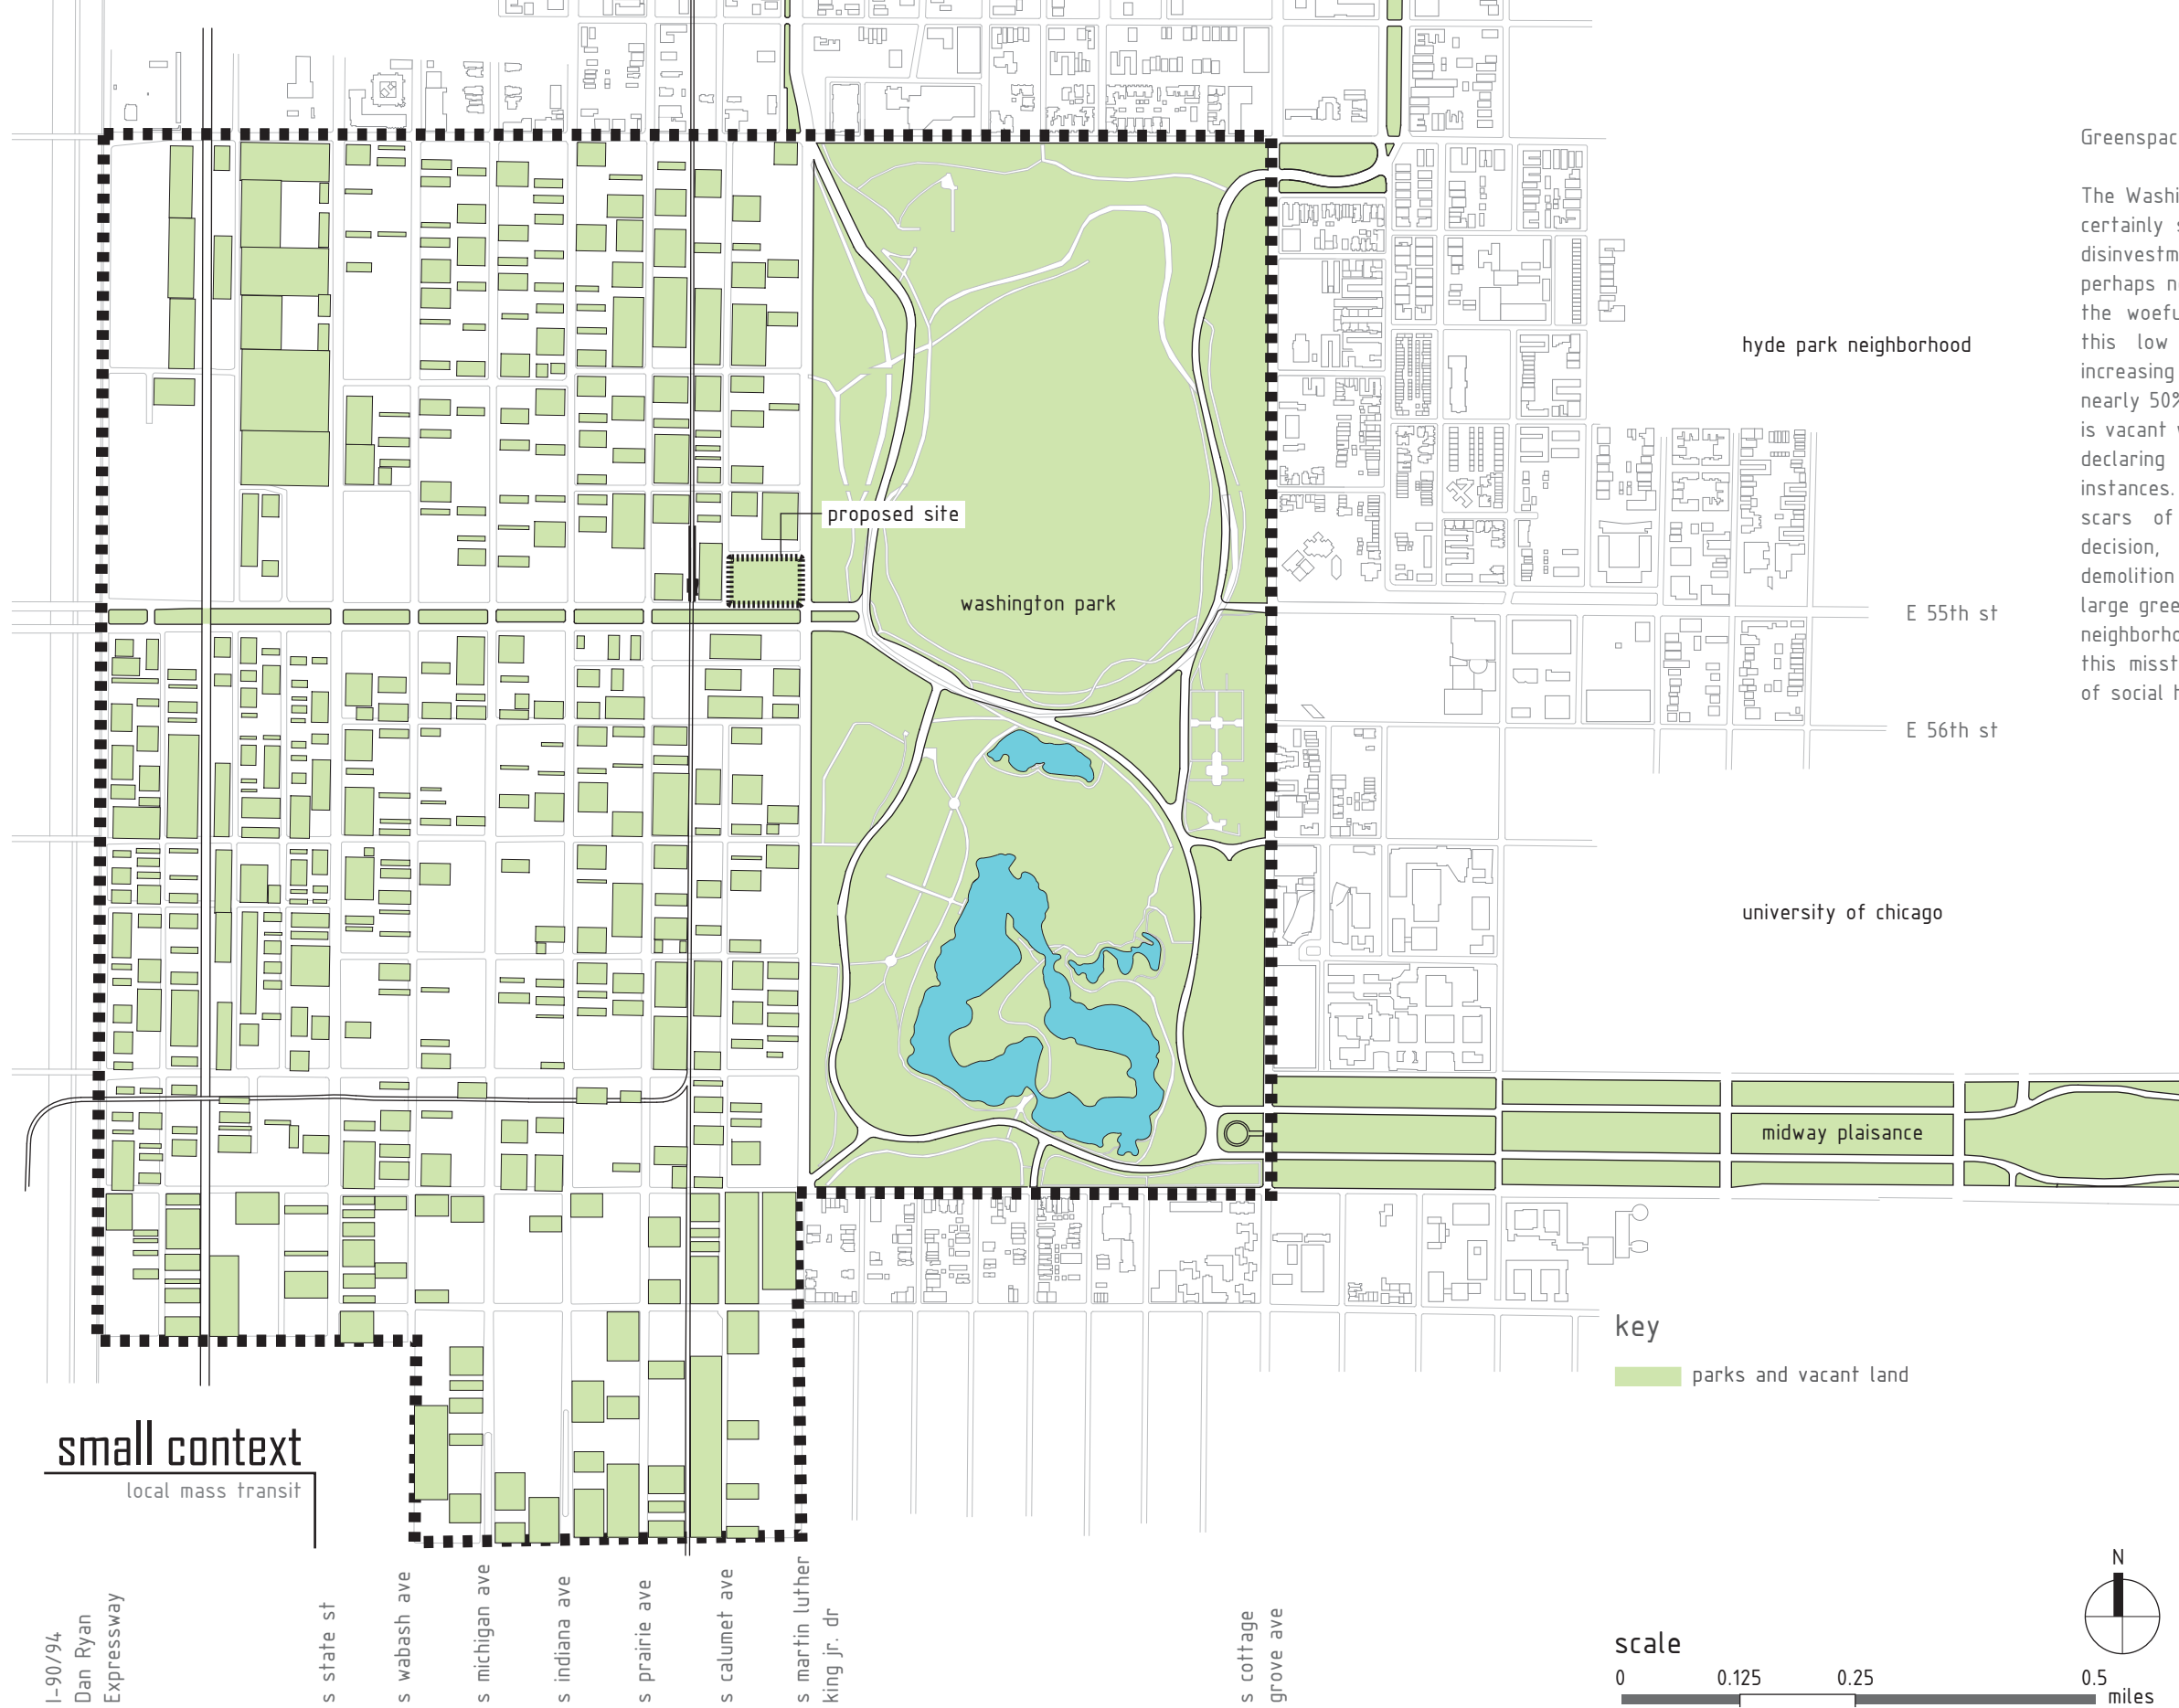 Greenspac
The Washi
certainly s
disinvestm
perhaps n
the woefu
this low
increasing
nearly 50%
is vacant
declaring
instances.
scars of
decision,
demolition
large gree
neighborho
this misst
of social h
hyde park neighborhood
proposed site
washington park
E 55th st
E 56th st
university of chicago
midway plaisance
key
parks and vacant land
small context
local mass transit
I-90/94
Dan Ryan
Expressway
s state st
s wabash ave
s michigan ave
s indiana ave
s prairie ave
s calumet ave
s martin luther
king jr. dr
s cottage
grove ave
N
scale
0 0.125 0.25 0.5
miles